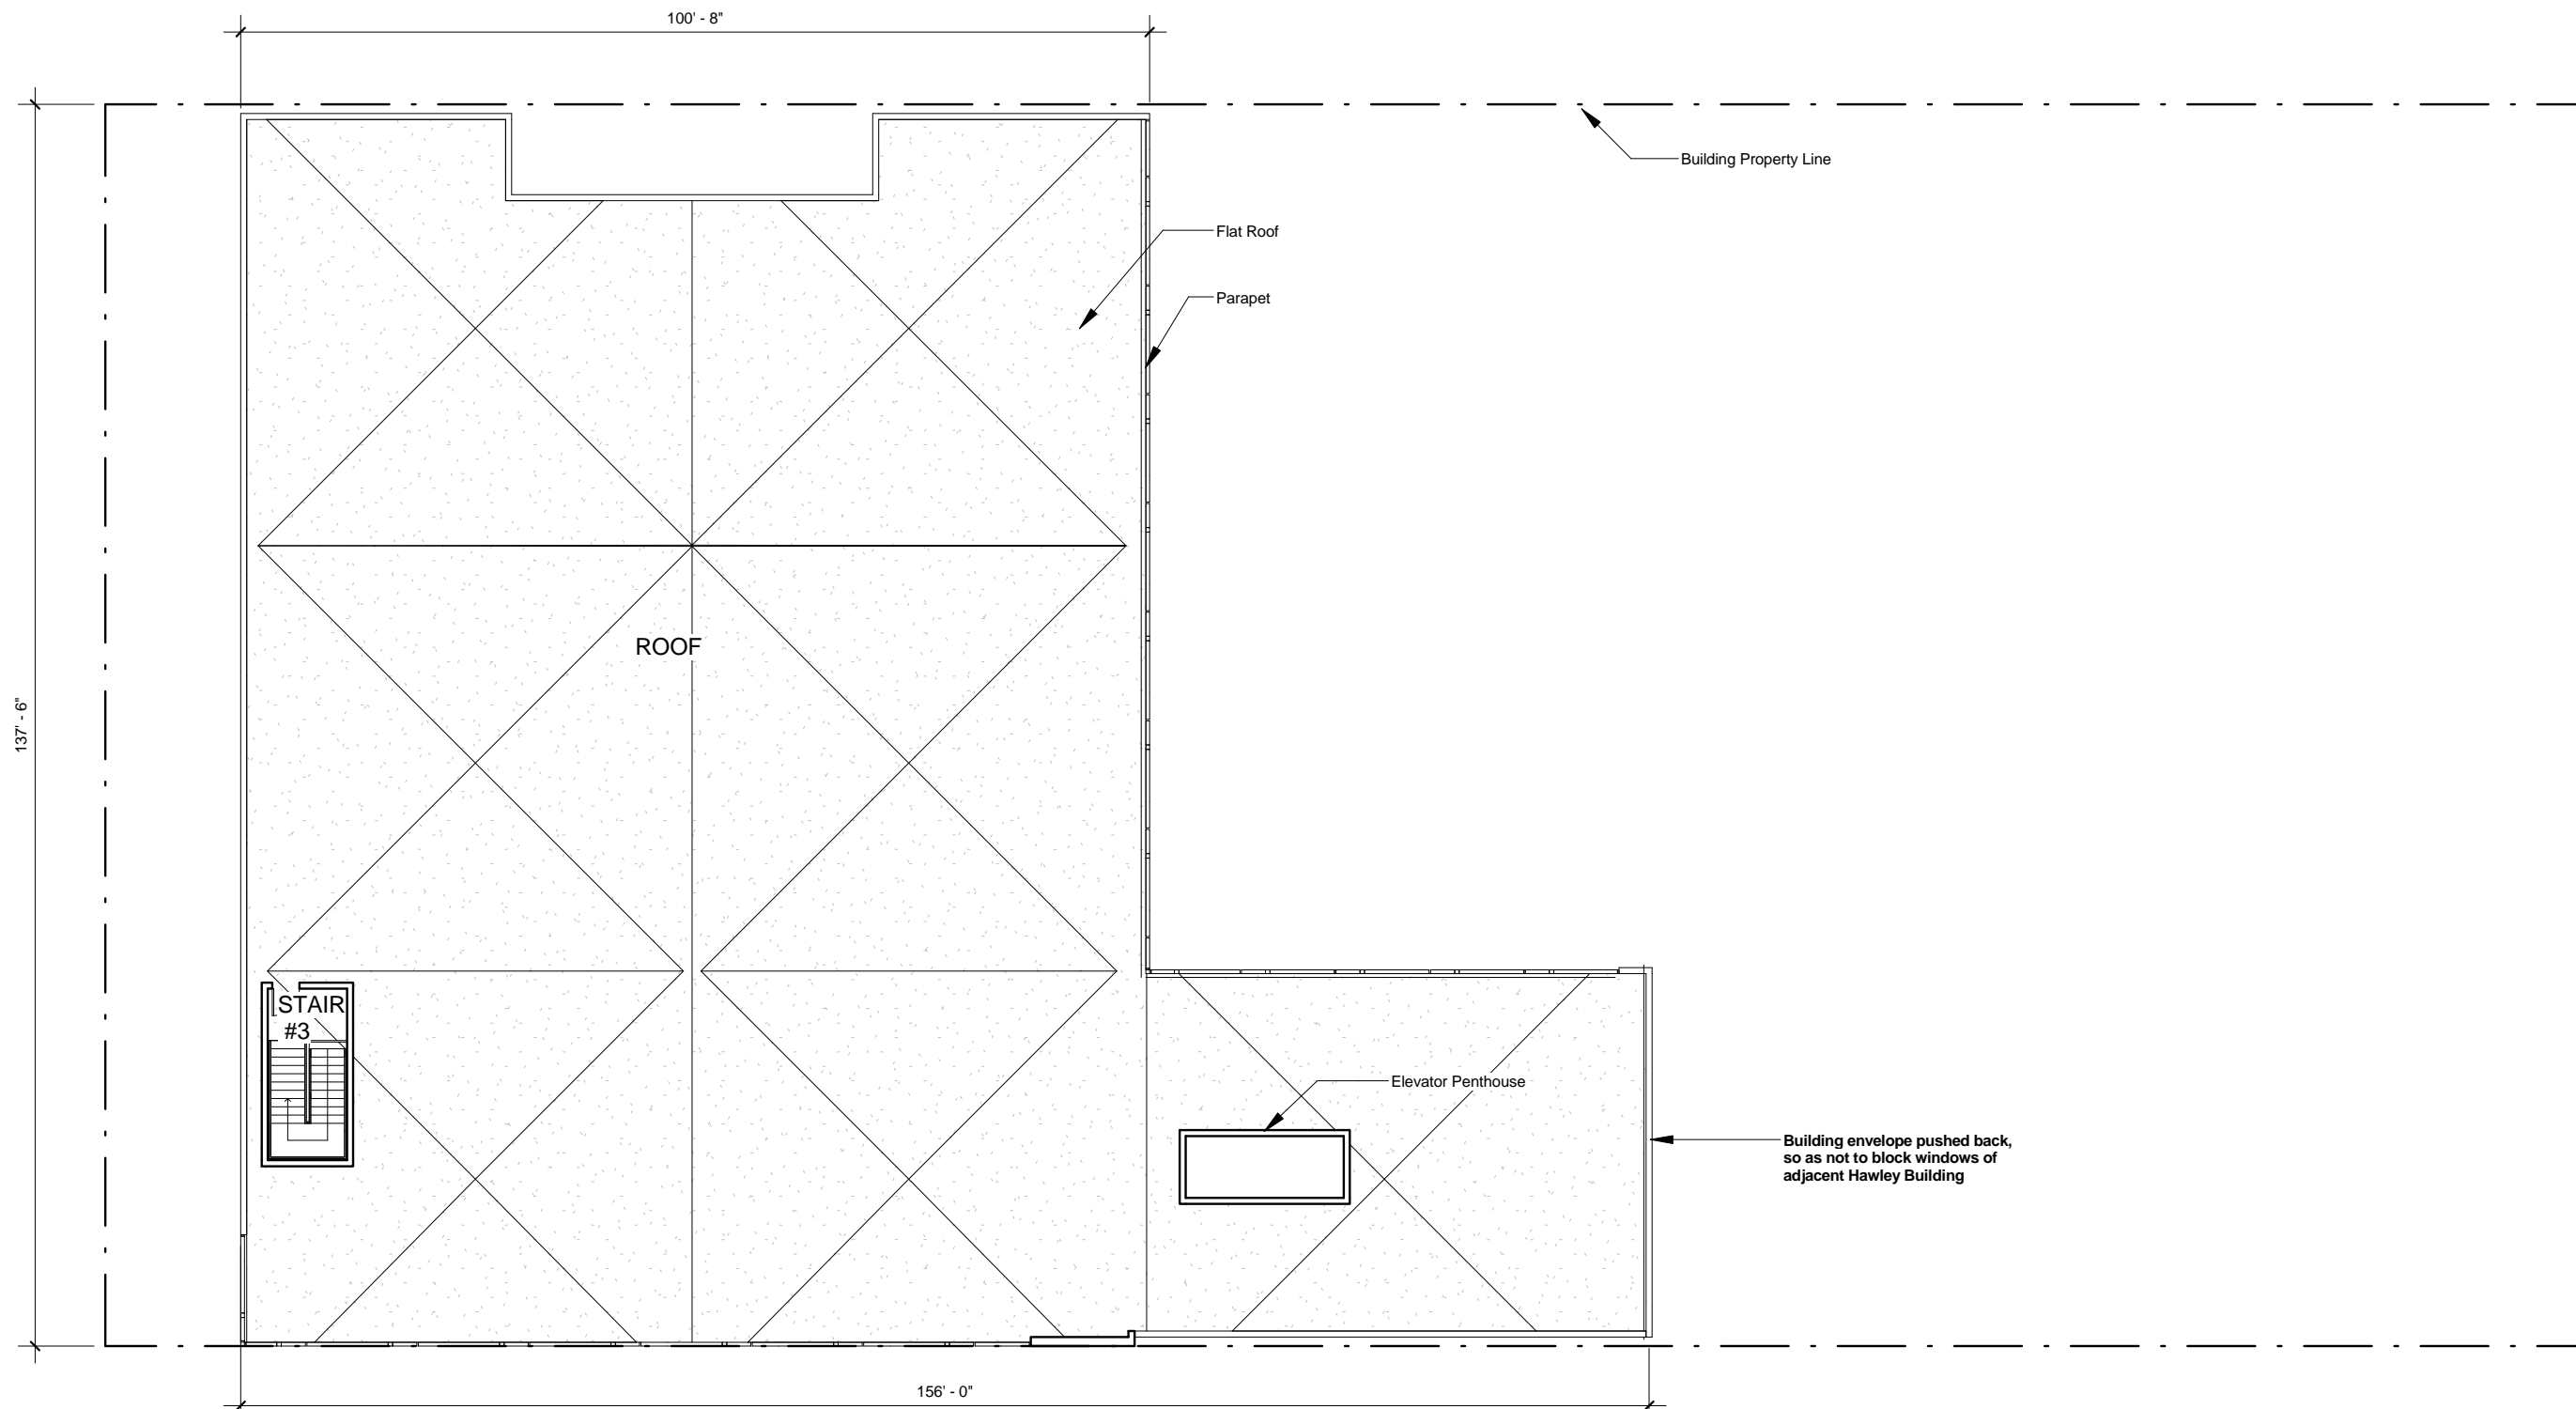 100' - 8"
Building Property Line
Flat Roof
Parapet
ROOF
137' - 6"
STAIR
#3
Elevator Penthouse
Building envelope pushed back,
so as not to block windows of
adjacent Hawley Building
156' - 0"